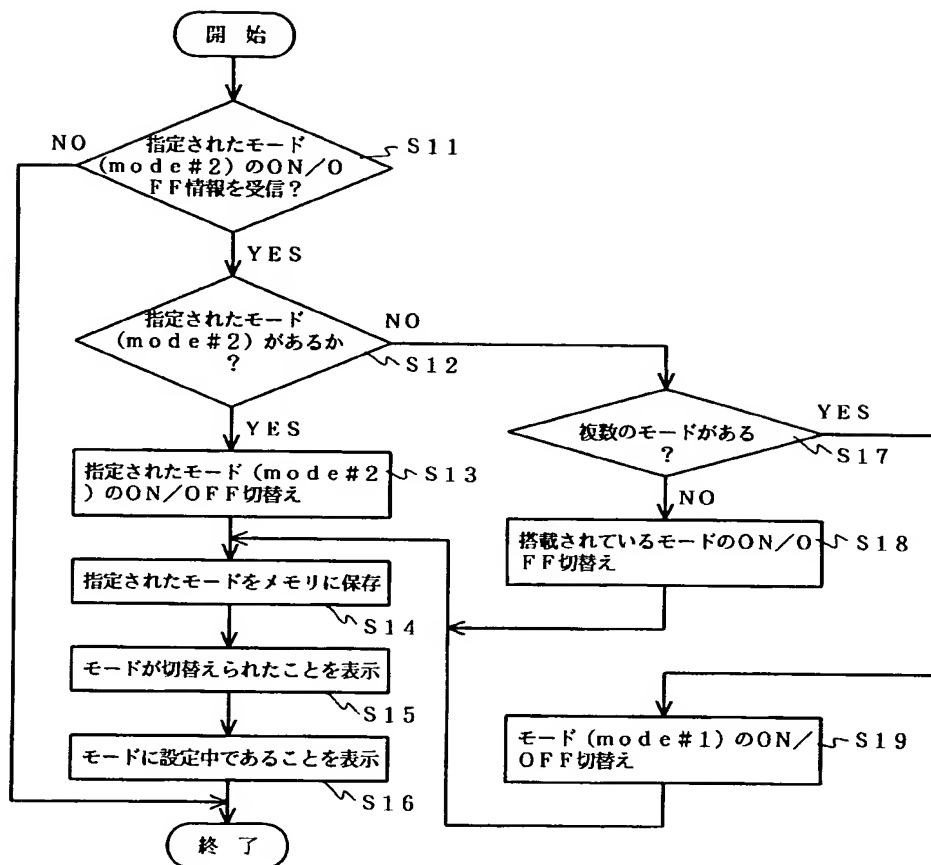 開 始
指定されたモード
(mode#2)のON/O
FF情報を受信?
S11
NO
YES
指定されたモード
(mode#2)があるか
?
S12
NO
YES
指定されたモード(mode#2
)のON/OFF切替え
S13
指定されたモードをメモリに保存
S14
モードが切替えられたことを表示
S15
モードに設定中であることを表示
S16
終 了
複数のモードがある
?
S17
YES
NO
搭載されているモードのON/O
FF切替え
S18
モード(mode#1)のON/
OFF切替え
S19